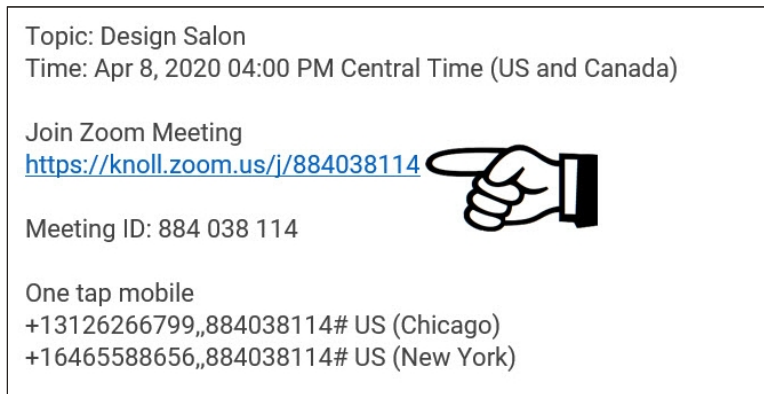 Topic: Design Salon
Time: Apr 8, 2020 04:00 PM Central Time (US and Canada)
Join Zoom Meeting
https://knoll.zoom.us/j/884038114
Meeting ID: 884 038 114
One tap mobile
+13126266799,,884038114# US (Chicago)
+16465588656,,884038114# US (New York)